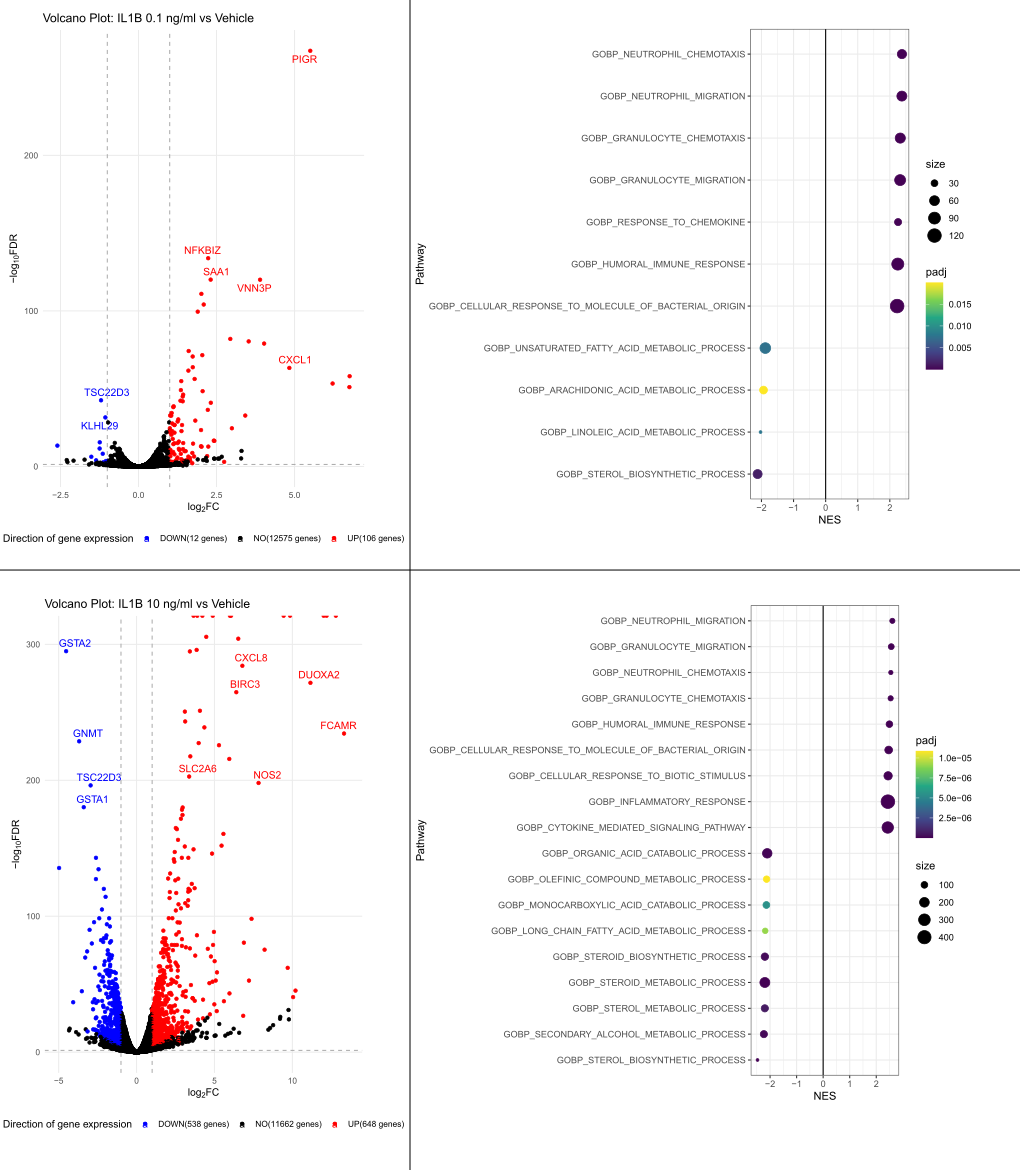 Volcano Plot: IL1B 0.1 ng/ml vs Vehicle
−log10FDR
200
100
0
PIGR
NFKBIZ
SAA1
VNN3P
CXCL1
TSC22D3
KLHL29
−2.5
0.0
2.5
5.0
log2FC
Direction of gene expression
DOWN(12 genes)
NO(12575 genes)
UP(106 genes)
Pathway
GOBP_NEUTROPHIL_CHEMOTAXIS
GOBP_NEUTROPHIL_MIGRATION
GOBP_GRANULOCYTE_CHEMOTAXIS
GOBP_GRANULOCYTE_MIGRATION
GOBP_RESPONSE_TO_CHEMOKINE
GOBP_HUMORAL_IMMUNE_RESPONSE
GOBP_CELLULAR_RESPONSE_TO_MOLECULE_OF_BACTERIAL_ORIGIN
GOBP_UNSATURATED_FATTY_ACID_METABOLIC_PROCESS
GOBP_ARACHIDONIC_ACID_METABOLIC_PROCESS
GOBP_LINOLEIC_ACID_METABOLIC_PROCESS
GOBP_STEROL_BIOSYNTHETIC_PROCESS
−2
−1
0
1
2
NES
size
30
60
90
120
padj
0.015
0.010
0.005
Volcano Plot: IL1B 10 ng/ml vs Vehicle
−log10FDR
300
200
100
0
GSTA2
GNMT
TSC22D3
GSTA1
CXCL8
DUOXA2
BIRC3
FCAMR
SLC2A6
NOS2
−5
0
5
10
log2FC
Direction of gene expression
DOWN(538 genes)
NO(11662 genes)
UP(648 genes)
Pathway
GOBP_NEUTROPHIL_MIGRATION
GOBP_GRANULOCYTE_MIGRATION
GOBP_NEUTROPHIL_CHEMOTAXIS
GOBP_GRANULOCYTE_CHEMOTAXIS
GOBP_HUMORAL_IMMUNE_RESPONSE
GOBP_CELLULAR_RESPONSE_TO_MOLECULE_OF_BACTERIAL_ORIGIN
GOBP_CELLULAR_RESPONSE_TO_BIOTIC_STIMULUS
GOBP_INFLAMMATORY_RESPONSE
GOBP_CYTOKINE_MEDIATED_SIGNALING_PATHWAY
GOBP_ORGANIC_ACID_CATABOLIC_PROCESS
GOBP_OLEFINIC_COMPOUND_METABOLIC_PROCESS
GOBP_MONOCARBOXYLIC_ACID_CATABOLIC_PROCESS
GOBP_LONG_CHAIN_FATTY_ACID_METABOLIC_PROCESS
GOBP_STEROID_BIOSYNTHETIC_PROCESS
GOBP_STEROID_METABOLIC_PROCESS
GOBP_STEROL_METABOLIC_PROCESS
GOBP_SECONDARY_ALCOHOL_METABOLIC_PROCESS
GOBP_STEROL_BIOSYNTHETIC_PROCESS
−2
−1
0
1
2
NES
padj
1.0e−05
7.5e−06
5.0e−06
2.5e−06
size
100
200
300
400